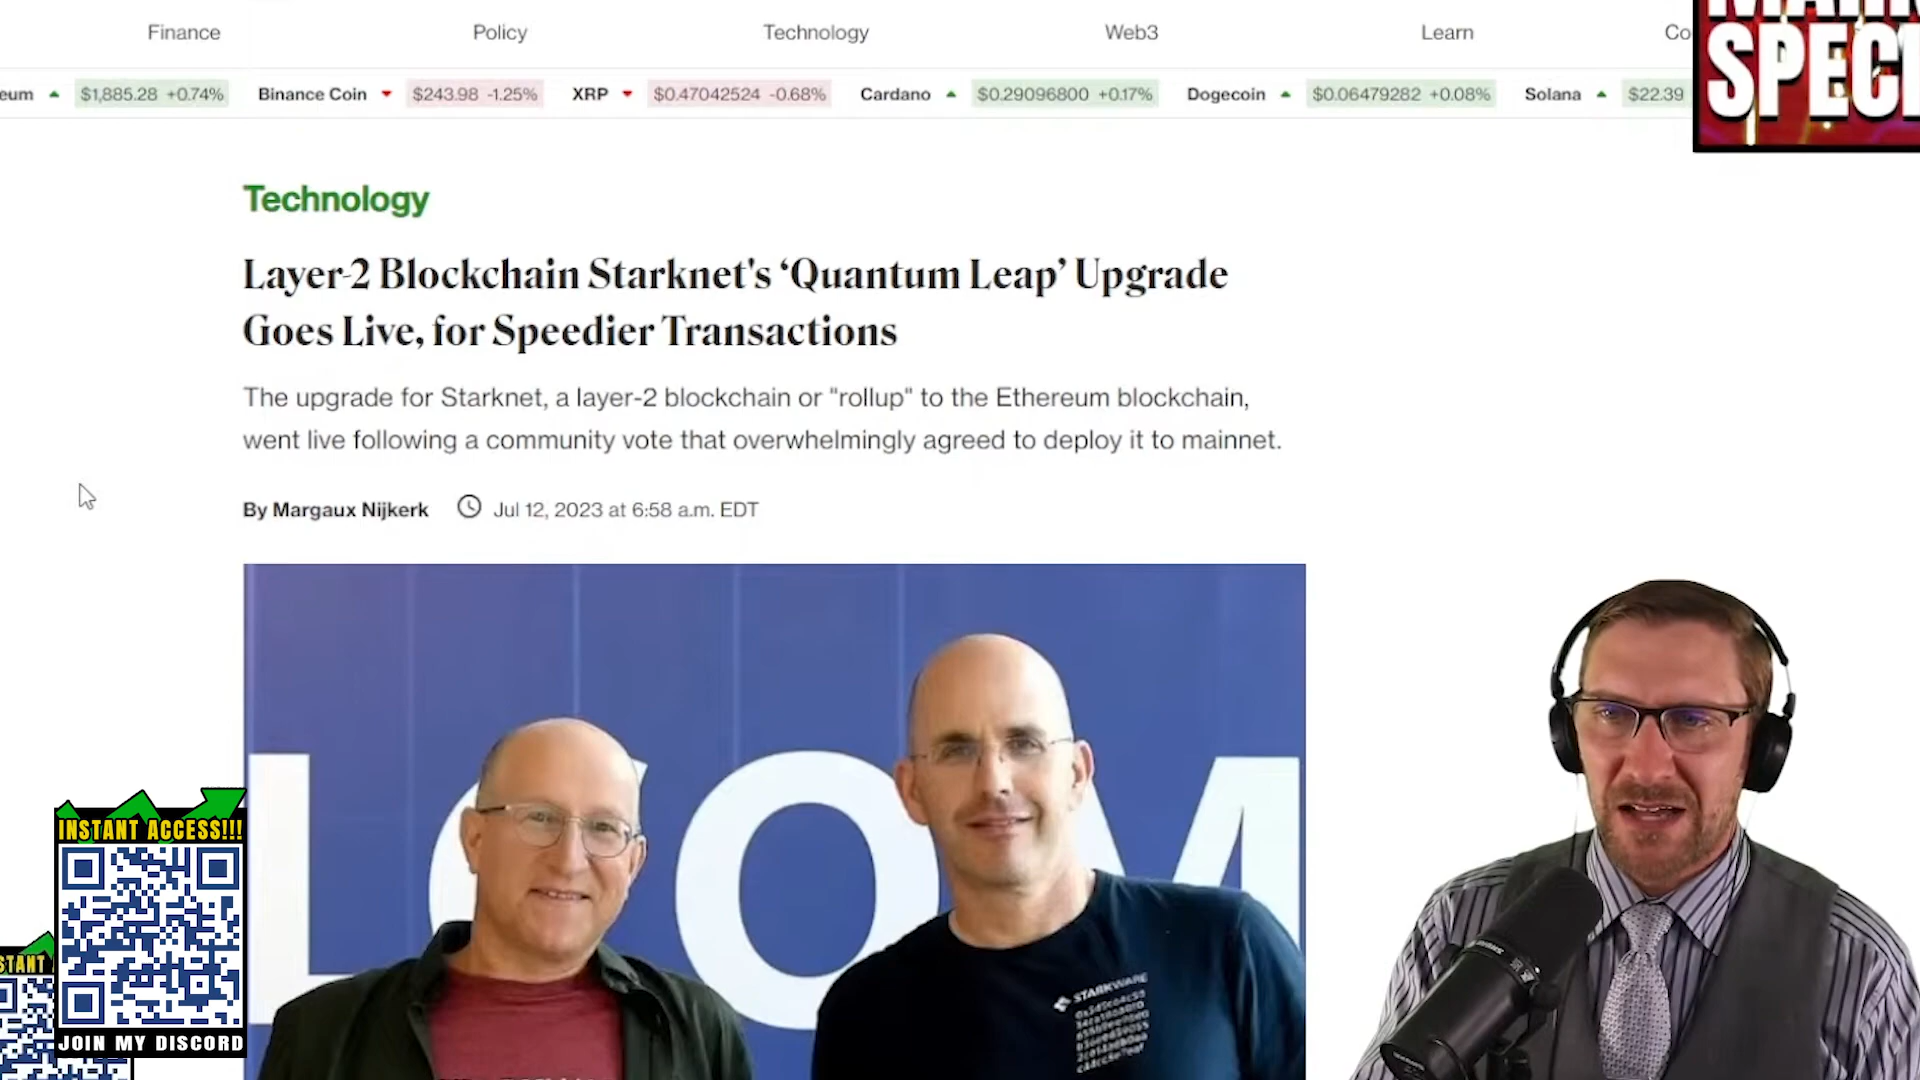 Finance Policy Technology Web3 Learn Co
eum $1,885.28 +0.74% Binance Coin $243.98 -1.25% XRP $0.47042524 -0.68% Cardano $0.29096800 +0.17% Dogecoin $0.06479282 +0.08% Solana $22.39
SPECI
Technology
Layer-2 Blockchain Starknet's ‘Quantum Leap’ Upgrade
Goes Live, for Speedier Transactions
The upgrade for Starknet, a layer-2 blockchain or "rollup" to the Ethereum blockchain,
went live following a community vote that overwhelmingly agreed to deploy it to mainnet.
By Margaux Nijkerk Jul 12, 2023 at 6:58 a.m. EDT
L OM
STARKWARE
INSTANT ACCESS!!!
JOIN MY DISCORD
STANT